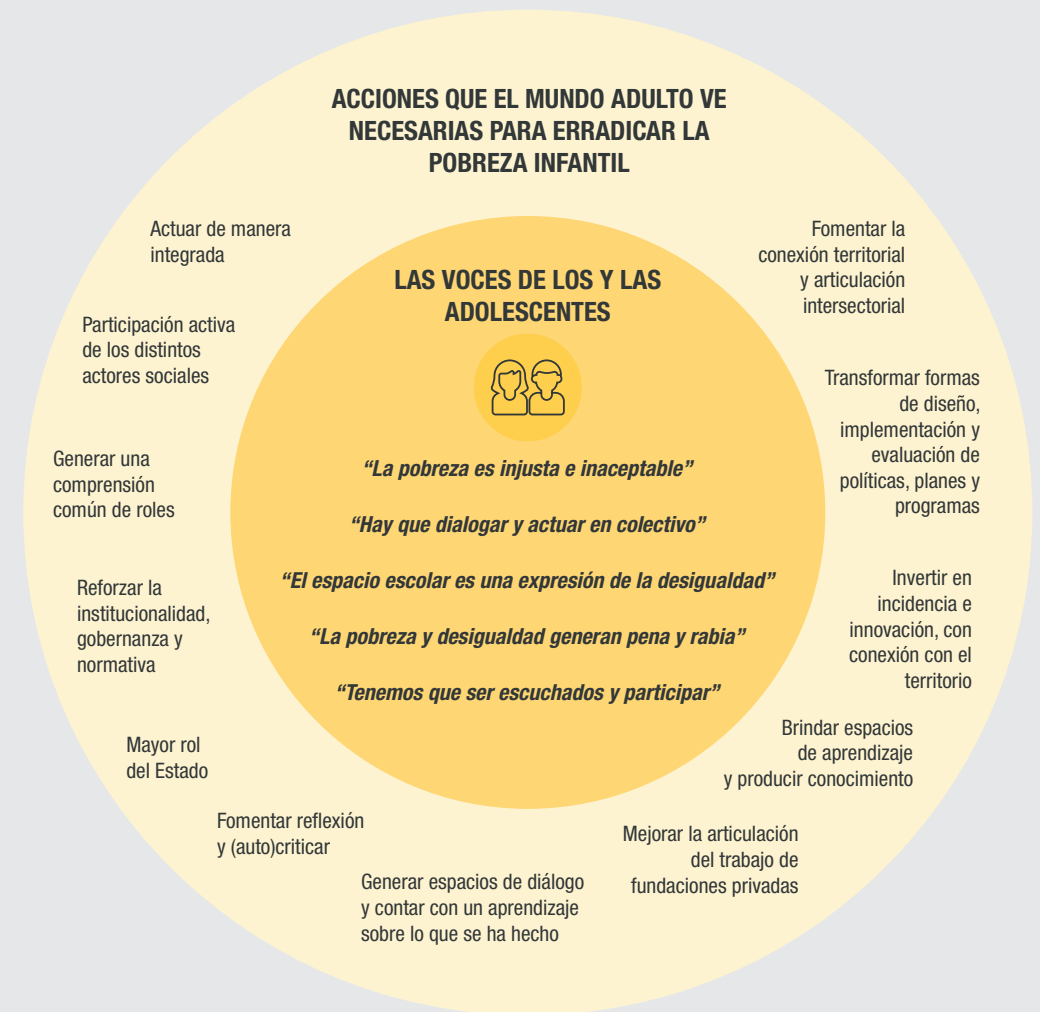 ACCIONES QUE EL MUNDO ADULTO VE
NECESARIAS PARA ERRADICAR LA
POBREZA INFANTIL
Actuar de manera
integrada
Participación activa
de los distintos
actores sociales
Generar una
comprensión
común de roles
Reforzar la
institucionalidad,
gobernanza y
normativa
Mayor rol
del Estado
Fomentar reflexión
y (auto)criticar
Generar espacios de diálogo
y contar con un aprendizaje
sobre lo que se ha hecho
Mejorar la articulación
del trabajo de
fundaciones privadas
Brindar espacios
de aprendizaje
y producir conocimiento
Invertir en
incidencia e
innovación, con
conexión con el
territorio
Transformar formas
de diseño,
implementación y
evaluación de
políticas, planes y
programas
Fomentar la
conexión territorial
y articulación
intersectorial
LAS VOCES DE LOS Y LAS
ADOLESCENTES
“La pobreza es injusta e inaceptable”
“Hay que dialogar y actuar en colectivo”
“El espacio escolar es una expresión de la desigualdad”
“La pobreza y desigualdad generan pena y rabia”
“Tenemos que ser escuchados y participar”